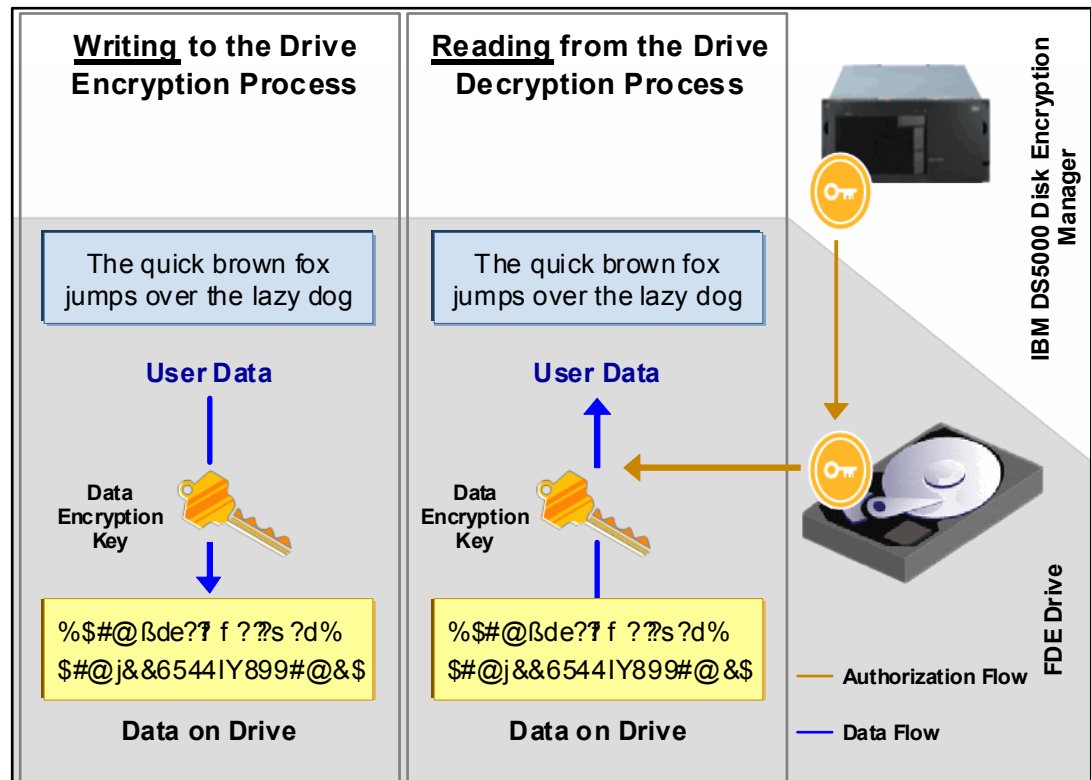 Writing to the Drive
Encryption Process
The quick brown fox
jumps over the lazy dog
User Data
Data
Encryption
Key
%$#@ßde??f ??s ?d%
$#@j&&6544IY899#@&$
Data on Drive
Reading from the Drive
Decryption Process
The quick brown fox
jumps over the lazy dog
User Data
Data
Encryption
Key
%$#@ßde??f ??s ?d%
$#@j&&6544IY899#@&$
Data on Drive
IBM DS5000 Disk Encryption
Manager
FDE Drive
Authorization Flow
Data Flow